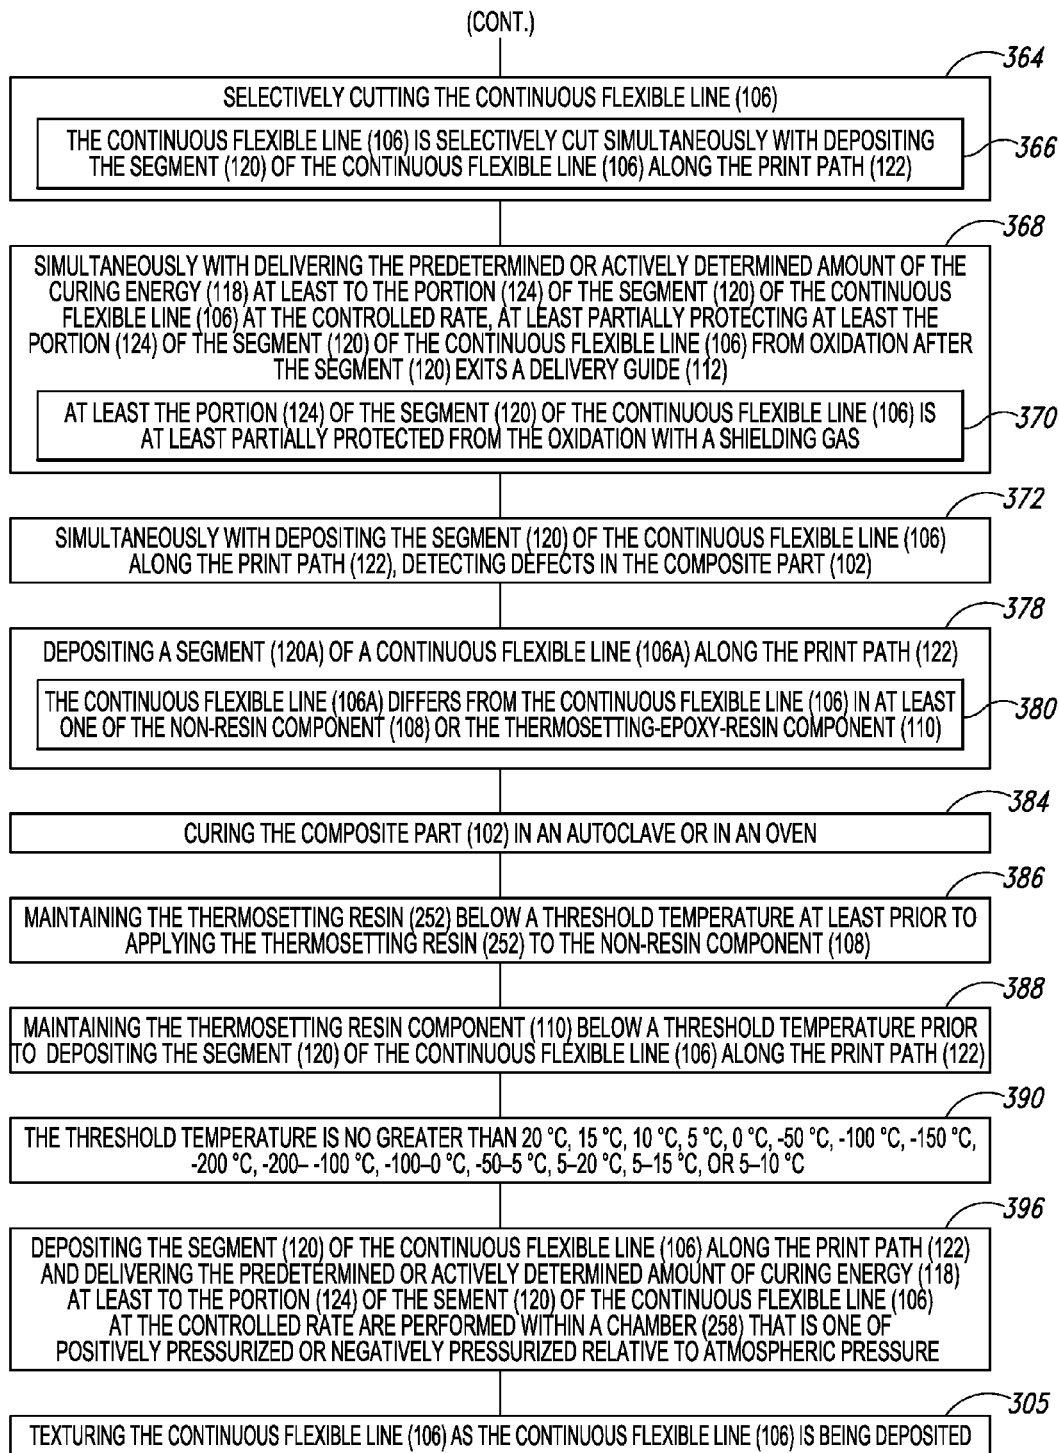 (CONT.)
364
SELECTIVELY CUTTING THE CONTINUOUS FLEXIBLE LINE (106)
THE CONTINUOUS FLEXIBLE LINE (106) IS SELECTIVELY CUT SIMULTANEOUSLY WITH DEPOSITING
THE SEGMENT (120) OF THE CONTINUOUS FLEXIBLE LINE (106) ALONG THE PRINT PATH (122)
366
368
SIMULTANEOUSLY WITH DELIVERING THE PREDETERMINED OR ACTIVELY DETERMINED AMOUNT OF THE
CURING ENERGY (118) AT LEAST TO THE PORTION (124) OF THE SEGMENT (120) OF THE CONTINUOUS
FLEXIBLE LINE (106) AT THE CONTROLLED RATE, AT LEAST PARTIALLY PROTECTING AT LEAST THE
PORTION (124) OF THE SEGMENT (120) OF THE CONTINUOUS FLEXIBLE LINE (106) FROM OXIDATION AFTER
THE SEGMENT (120) EXITS A DELIVERY GUIDE (112)
AT LEAST THE PORTION (124) OF THE SEGMENT (120) OF THE CONTINUOUS FLEXIBLE LINE (106) IS
AT LEAST PARTIALLY PROTECTED FROM THE OXIDATION WITH A SHIELDING GAS
370
372
SIMULTANEOUSLY WITH DEPOSITING THE SEGMENT (120) OF THE CONTINUOUS FLEXIBLE LINE (106)
ALONG THE PRINT PATH (122), DETECTING DEFECTS IN THE COMPOSITE PART (102)
378
DEPOSITING A SEGMENT (120A) OF A CONTINUOUS FLEXIBLE LINE (106A) ALONG THE PRINT PATH (122)
THE CONTINUOUS FLEXIBLE LINE (106A) DIFFERS FROM THE CONTINUOUS FLEXIBLE LINE (106) IN AT LEAST
ONE OF THE NON-RESIN COMPONENT (108) OR THE THERMOSETTING-EPOXY-RESIN COMPONENT (110)
380
384
CURING THE COMPOSITE PART (102) IN AN AUTOCLAVE OR IN AN OVEN
386
MAINTAINING THE THERMOSETTING RESIN (252) BELOW A THRESHOLD TEMPERATURE AT LEAST PRIOR TO
APPLYING THE THERMOSETTING RESIN (252) TO THE NON-RESIN COMPONENT (108)
388
MAINTAINING THE THERMOSETTING RESIN COMPONENT (110) BELOW A THRESHOLD TEMPERATURE PRIOR
TO DEPOSITING THE SEGMENT (120) OF THE CONTINUOUS FLEXIBLE LINE (106) ALONG THE PRINT PATH (122)
390
THE THRESHOLD TEMPERATURE IS NO GREATER THAN 20 °C, 15 °C, 10 °C, 5 °C, 0 °C, -50 °C, -100 °C, -150 °C,
-200 °C, -200– -100 °C, -100–0 °C, -50–5 °C, 5–20 °C, 5–15 °C, OR 5–10 °C
396
DEPOSITING THE SEGMENT (120) OF THE CONTINUOUS FLEXIBLE LINE (106) ALONG THE PRINT PATH (122)
AND DELIVERING THE PREDETERMINED OR ACTIVELY DETERMINED AMOUNT OF CURING ENERGY (118)
AT LEAST TO THE PORTION (124) OF THE SEMENT (120) OF THE CONTINUOUS FLEXIBLE LINE (106)
AT THE CONTROLLED RATE ARE PERFORMED WITHIN A CHAMBER (258) THAT IS ONE OF
POSITIVELY PRESSURIZED OR NEGATIVELY PRESSURIZED RELATIVE TO ATMOSPHERIC PRESSURE
305
TEXTURING THE CONTINUOUS FLEXIBLE LINE (106) AS THE CONTINUOUS FLEXIBLE LINE (106) IS BEING DEPOSITED